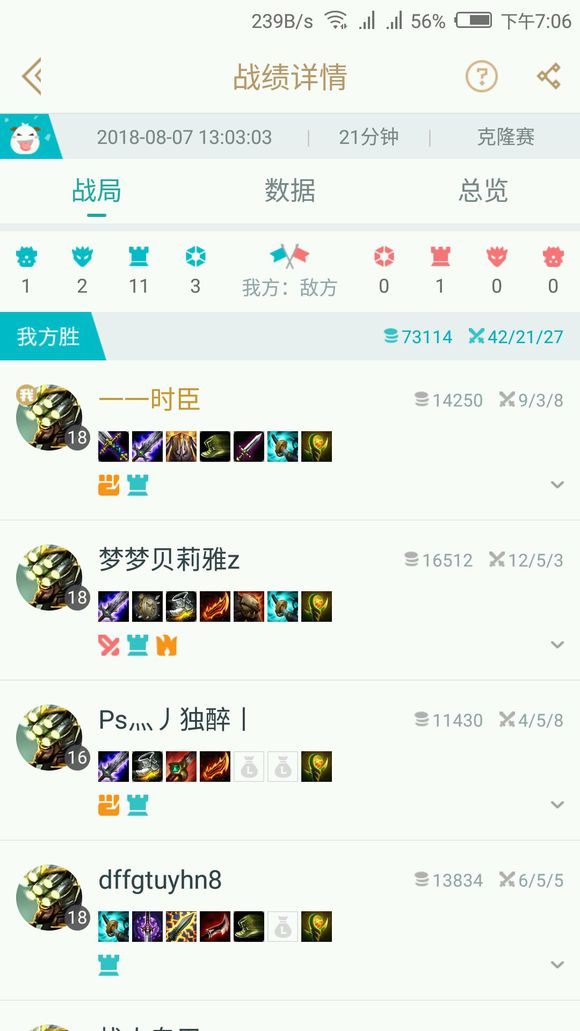 239B/s 56% 下午7:06
战绩详情
2018-08-07 13:03:03 | 21分钟 | 克隆赛
战局 数据 总览
1 2 11 3 我方：敌方 0 1 0 0
我方胜 73114 42/21/27
我 一一时臣 14250 9/3/8
18
梦梦贝莉雅z 16512 12/5/3
18
Ps灬丿独醉丨 11430 4/5/8
16
dffgtuyhn8 13834 6/5/5
18